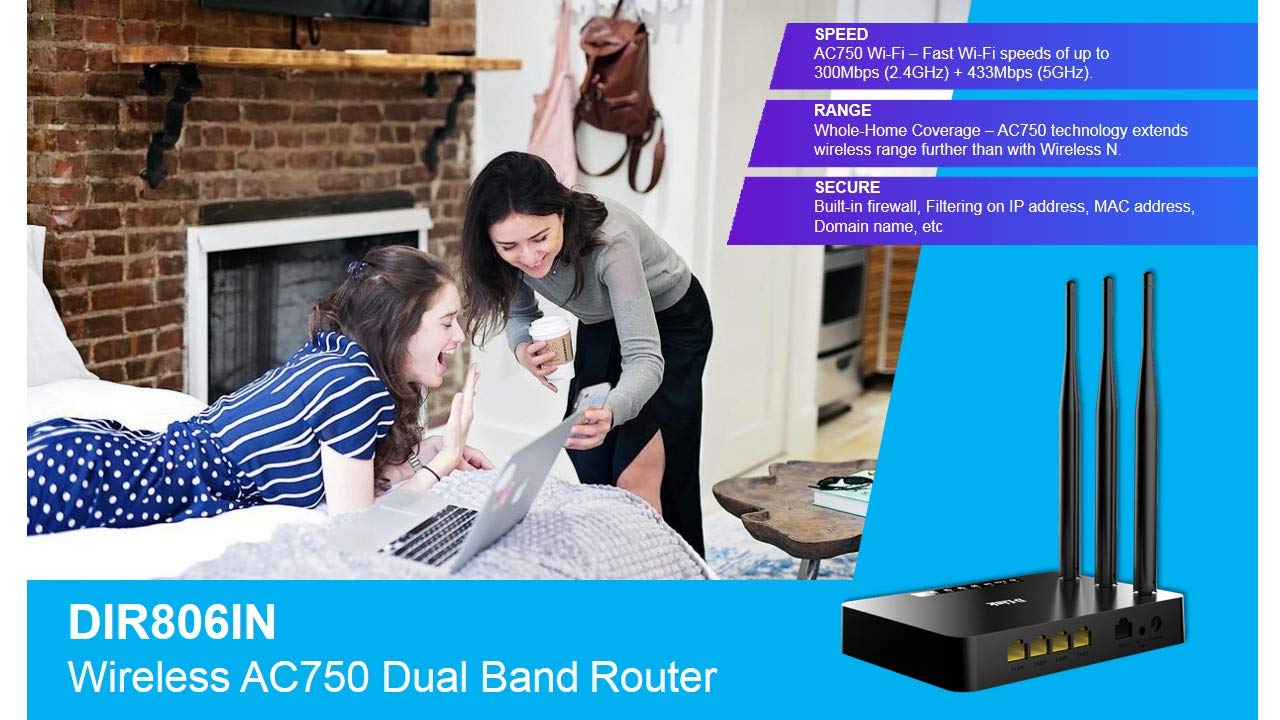 SPEED
AC750 Wi-Fi – Fast Wi-Fi speeds of up to
300Mbps (2.4GHz) + 433Mbps (5GHz).
RANGE
Whole-Home Coverage – AC750 technology extends
wireless range further than with Wireless N.
SECURE
Built-in firewall, Filtering on IP address, MAC address,
Domain name, etc
D-Link
DIR806IN
Wireless AC750 Dual Band Router